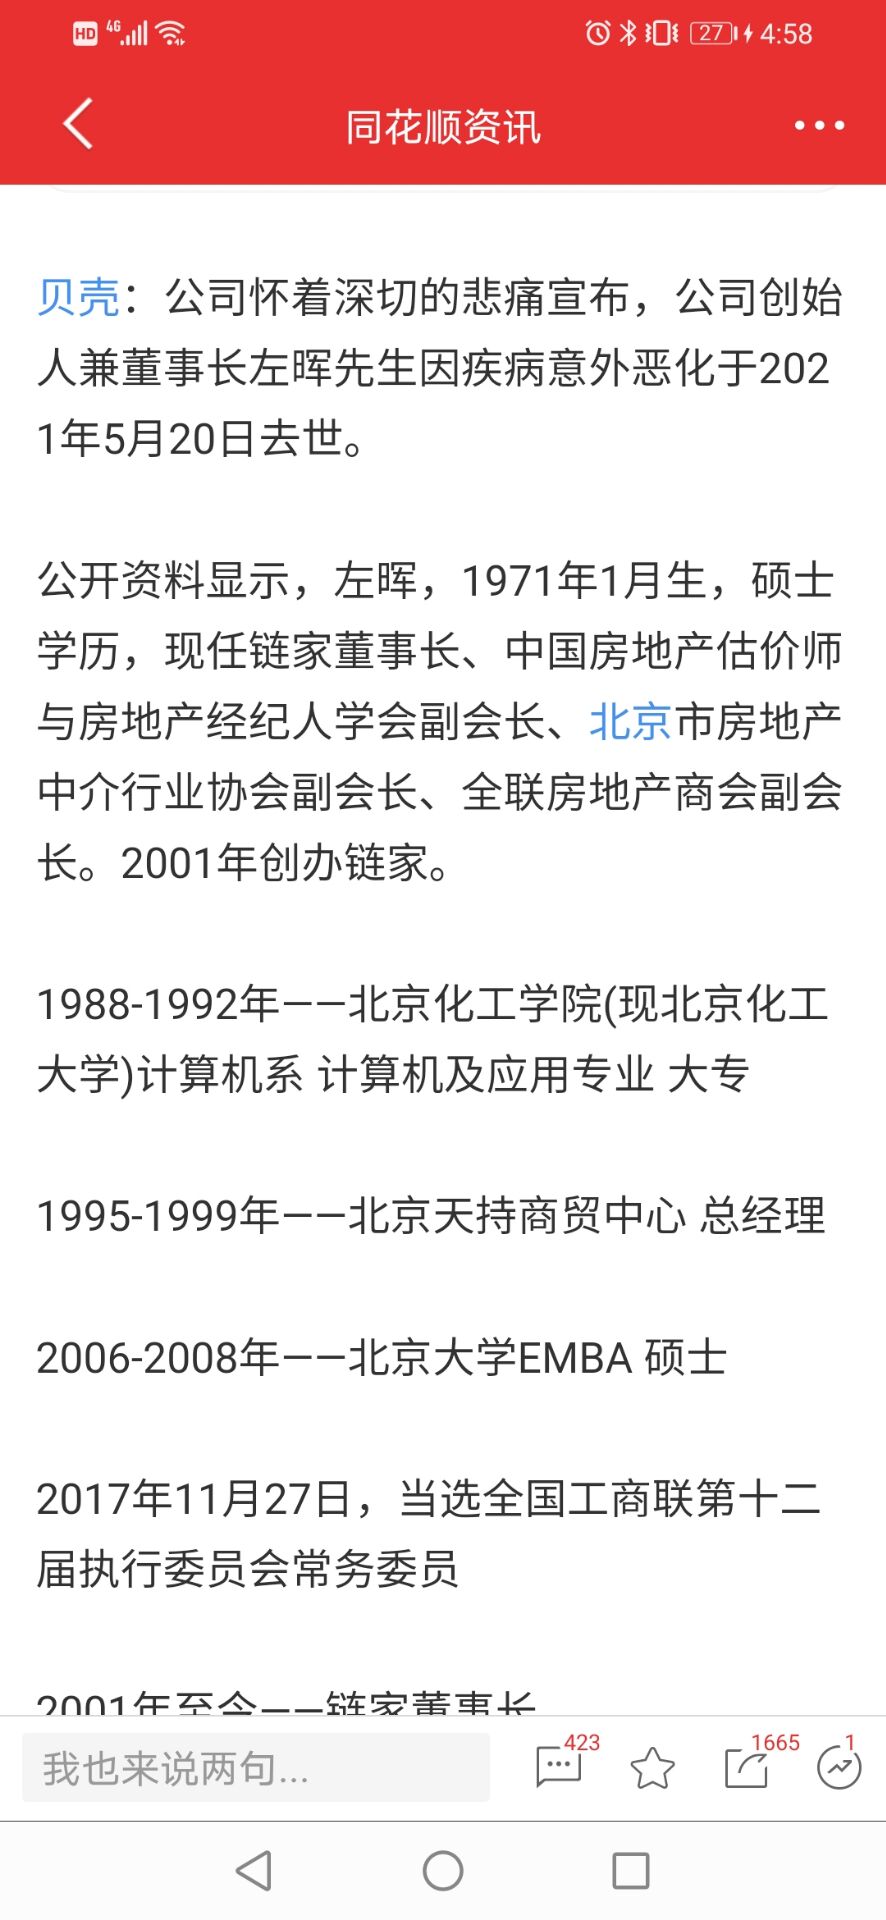 HD 4G 27 4:58
同花顺资讯
贝壳：公司怀着深切的悲痛宣布，公司创始
人兼董事长左晖先生因疾病意外恶化于202
1年5月20日去世。
公开资料显示，左晖，1971年1月生，硕士
学历，现任链家董事长、中国房地产估价师
与房地产经纪人学会副会长、北京市房地产
中介行业协会副会长、全联房地产商会副会
长。2001年创办链家。
1988-1992年——北京化工学院(现北京化工
大学)计算机系 计算机及应用专业 大专
1995-1999年——北京天持商贸中心 总经理
2006-2008年——北京大学EMBA 硕士
2017年11月27日，当选全国工商联第十二
届执行委员会常务委员
2001年至今——链家董事长
我也来说两句... 423 1665 1